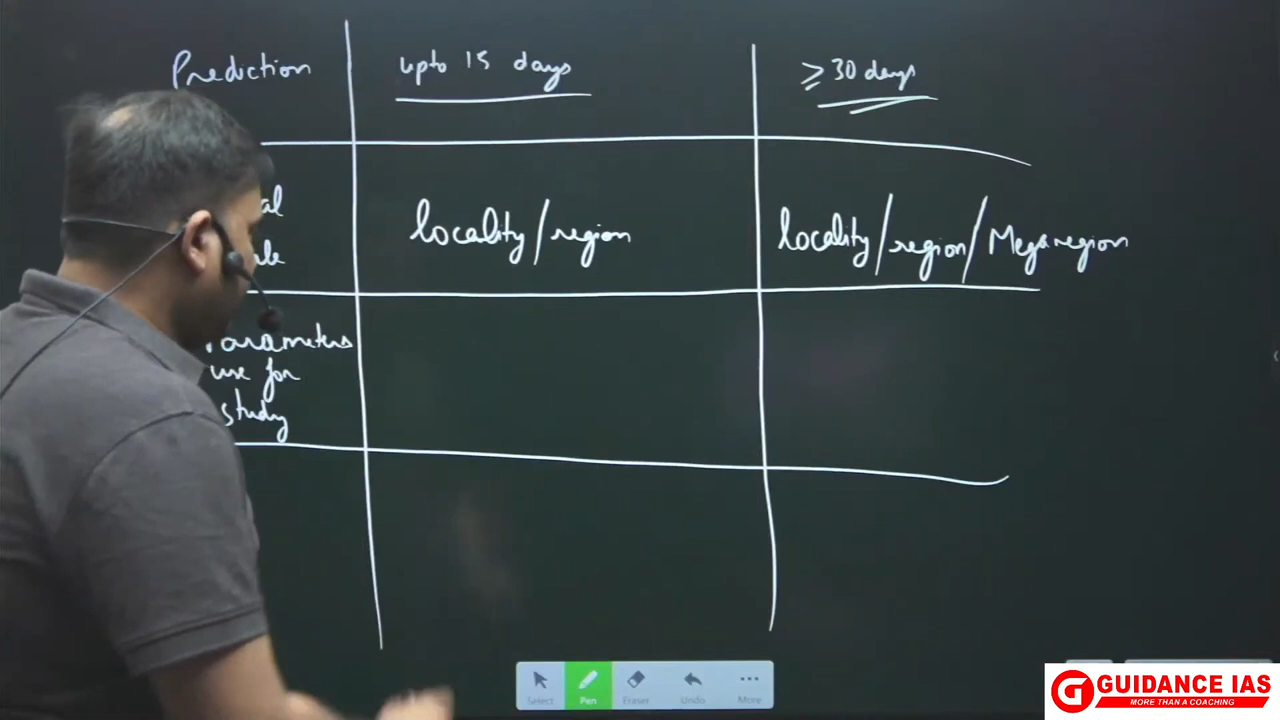 Prediction upto 15 days ≥ 30 days
locality/region locality/region/Megaregion
Parameters
use for
study
Select Pen Eraser Undo More
GUIDANCE IAS
MORE THAN A COACHING